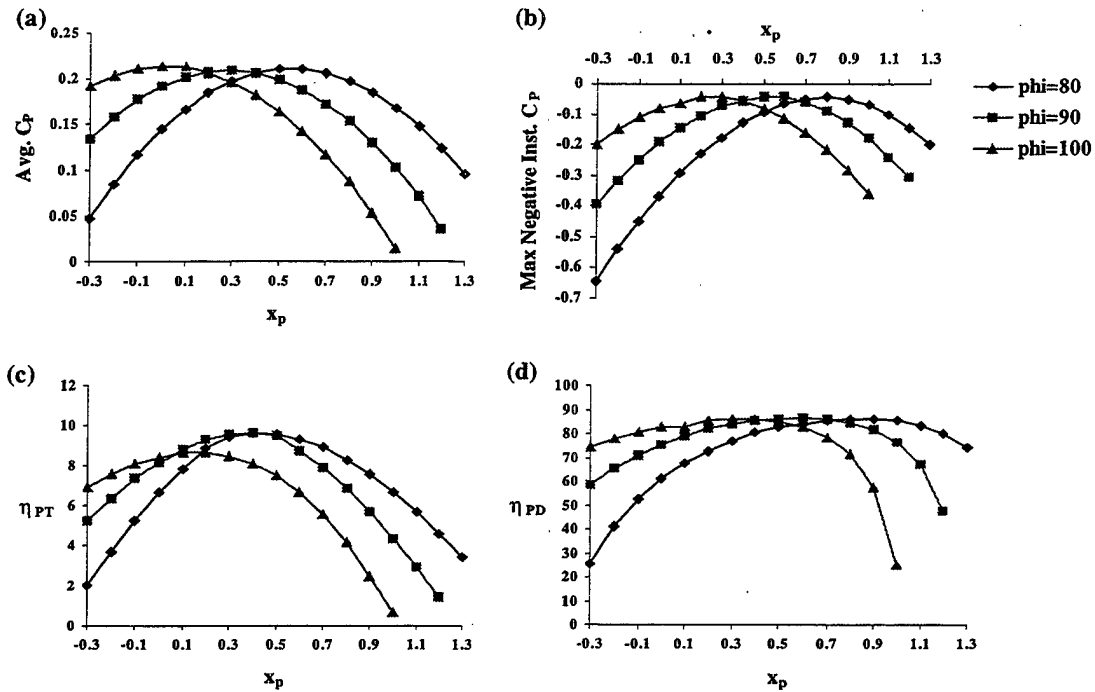 (a)
0.25
0.2
0.15
0.1
0.05
0
Avg. CP
-0.3 -0.1 0.1 0.3 0.5 0.7 0.9 1.1 1.3
xp
(b)
xp
-0.3 -0.1 0.1 0.3 0.5 0.7 0.9 1.1 1.3
0
-0.1
-0.2
-0.3
-0.4
-0.5
-0.6
-0.7
Max Negative Inst. CP
phi=80
phi=90
phi=100
(c)
12
10
8
6
4
2
0
ηPT
-0.3 -0.1 0.1 0.3 0.5 0.7 0.9 1.1 1.3
xp
(d)
100
90
80
70
60
50
40
30
20
10
0
ηPD
-0.3 -0.1 0.1 0.3 0.5 0.7 0.9 1.1 1.3
xp